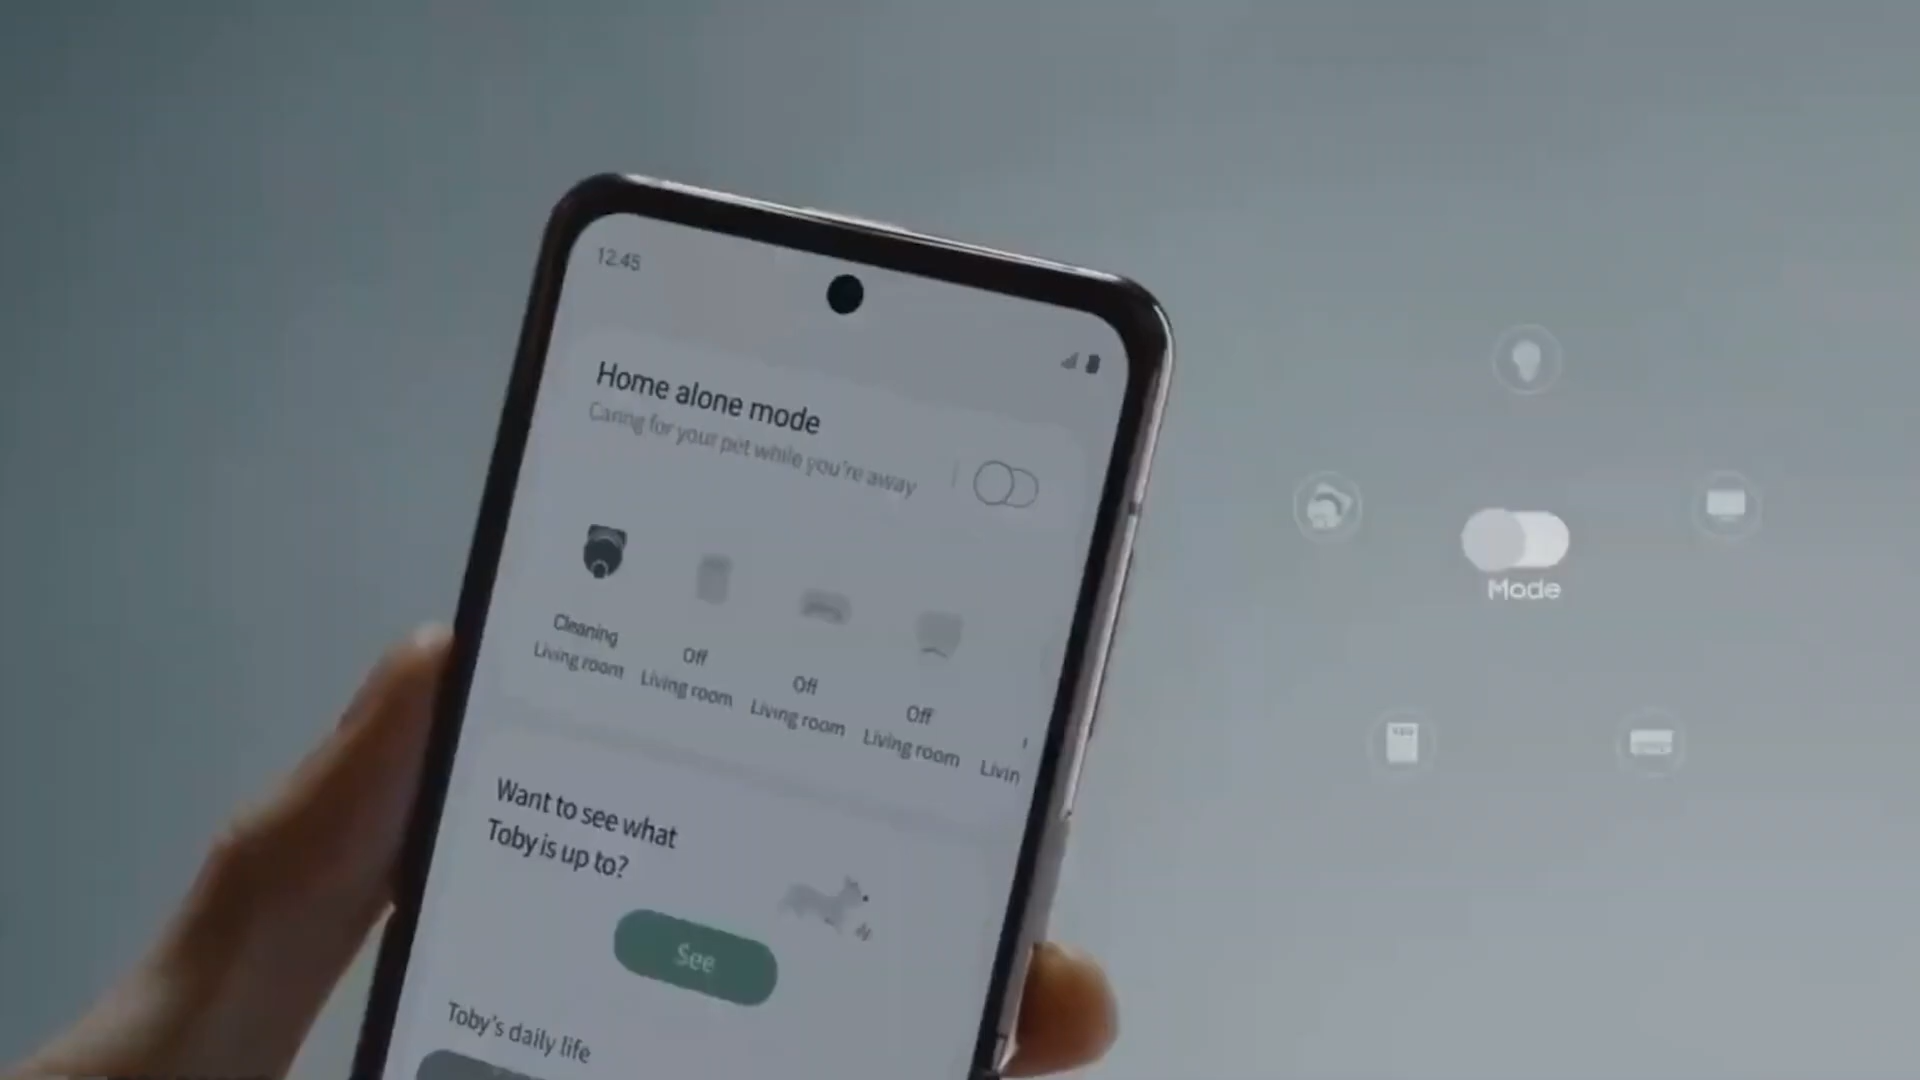 12.45
Home alone mode
Caring for your pet while you're away
Cleaning
Living room
Off
Living room
Off
Living room
Off
Living room
Livin
Want to see what
Toby is up to?
See
Toby's daily life
Mode